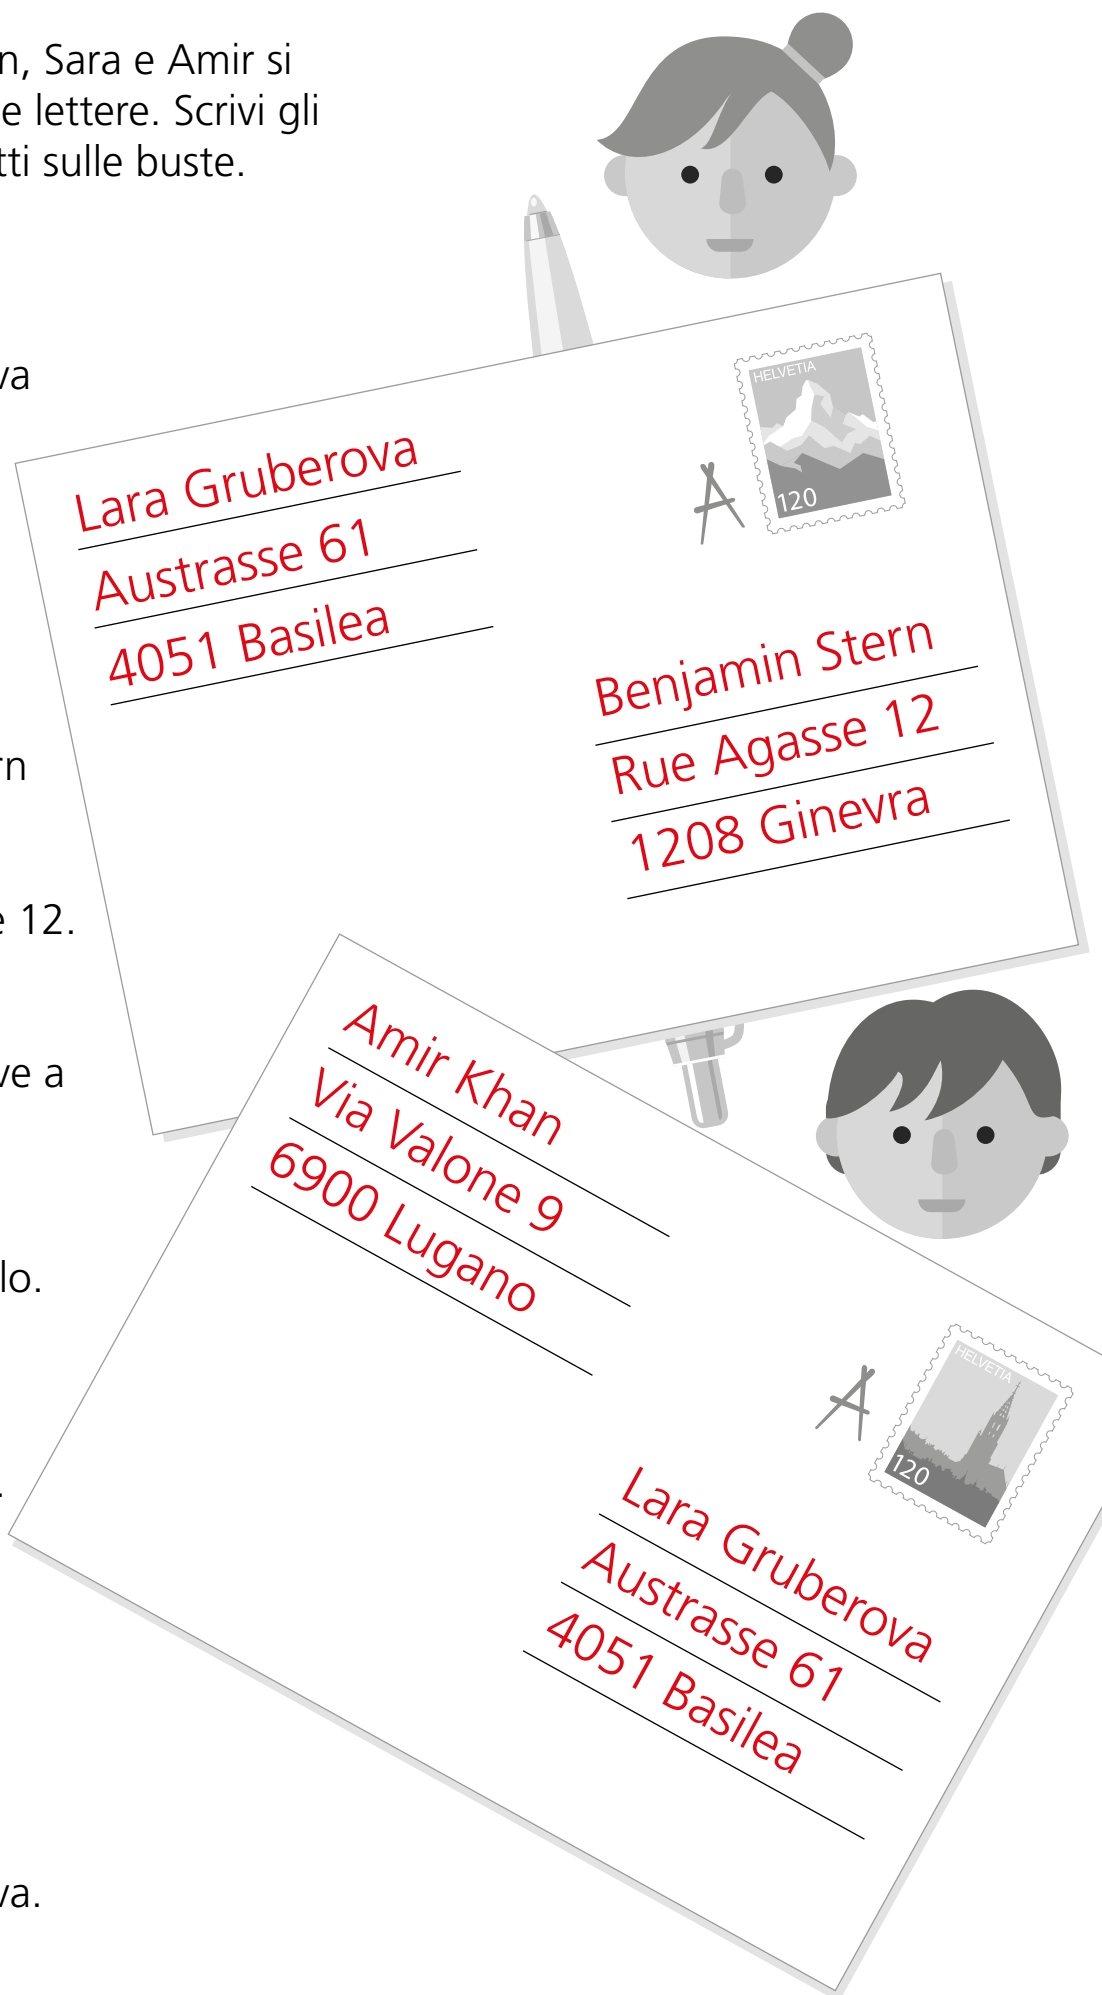 n, Sara e Amir si
e lettere. Scrivi gli
tti sulle buste.
va
rn
e 12.
ve a
lo.
.
va.
HELVETIA
120
A
Lara Gruberova
Austrasse 61
4051 Basilea
Benjamin Stern
Rue Agasse 12
1208 Ginevra
Amir Khan
Via Valone 9
6900 Lugano
HELVETIA
120
A
Lara Gruberova
Austrasse 61
4051 Basilea